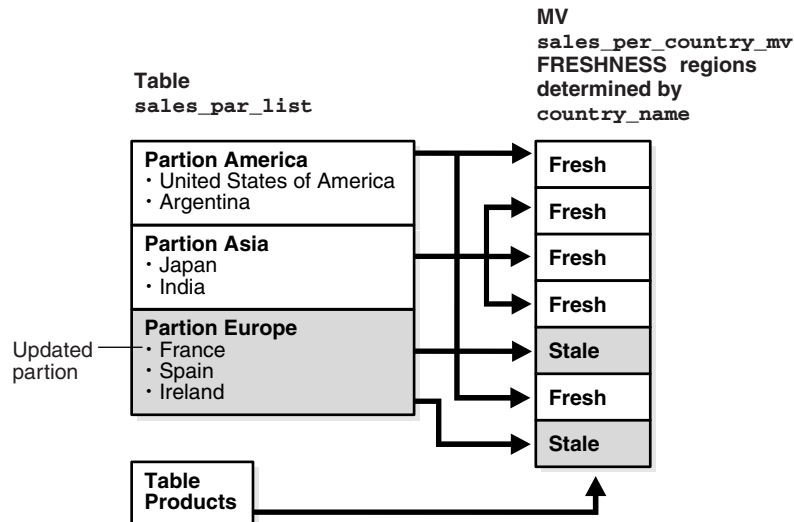 MV
sales_per_country_mv
FRESHNESS regions
determined by
country_name
Table
sales_par_list
Partion America
· United States of America
· Argentina
Partion Asia
· Japan
· India
Partion Europe
· France
· Spain
· Ireland
Updated
partion
Fresh
Fresh
Fresh
Fresh
Stale
Fresh
Stale
Table
Products